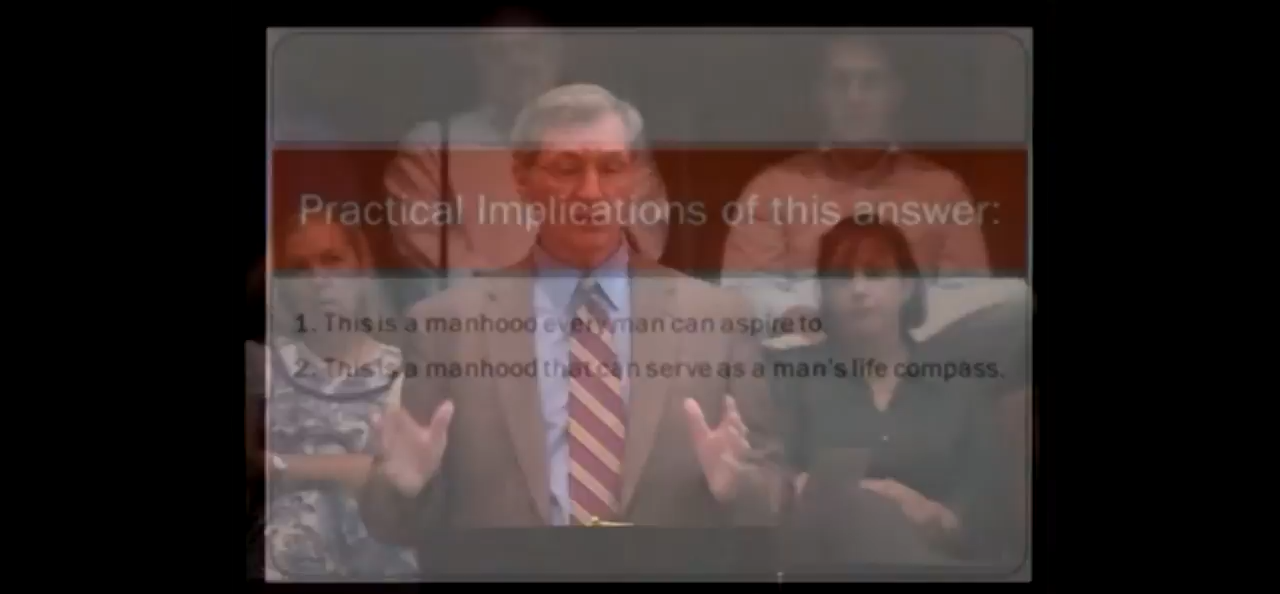 Practical Implications of this answer:
1. This is a manhood every man can aspire to.
2. This is a manhood that can serve as a man's life compass.